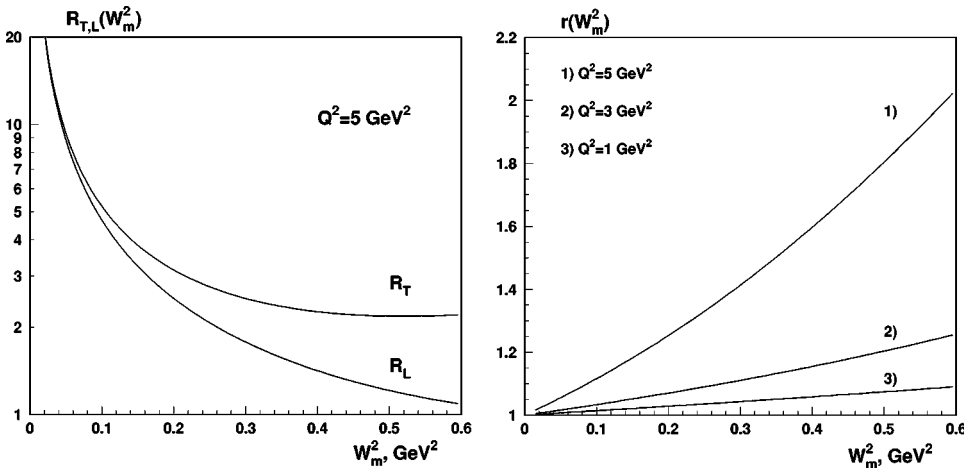 R_T,L(W_m^2)
20
10
9
8
7
6
5
4
3
2
1
Q^2=5 GeV^2
R_T
R_L
0 0.1 0.2 0.3 0.4 0.5 0.6
W_m^2, GeV^2
r(W_m^2)
2.2
2
1.8
1.6
1.4
1.2
1
1) Q^2=5 GeV^2
2) Q^2=3 GeV^2
3) Q^2=1 GeV^2
1)
2)
3)
0 0.1 0.2 0.3 0.4 0.5 0.6
W_m^2, GeV^2